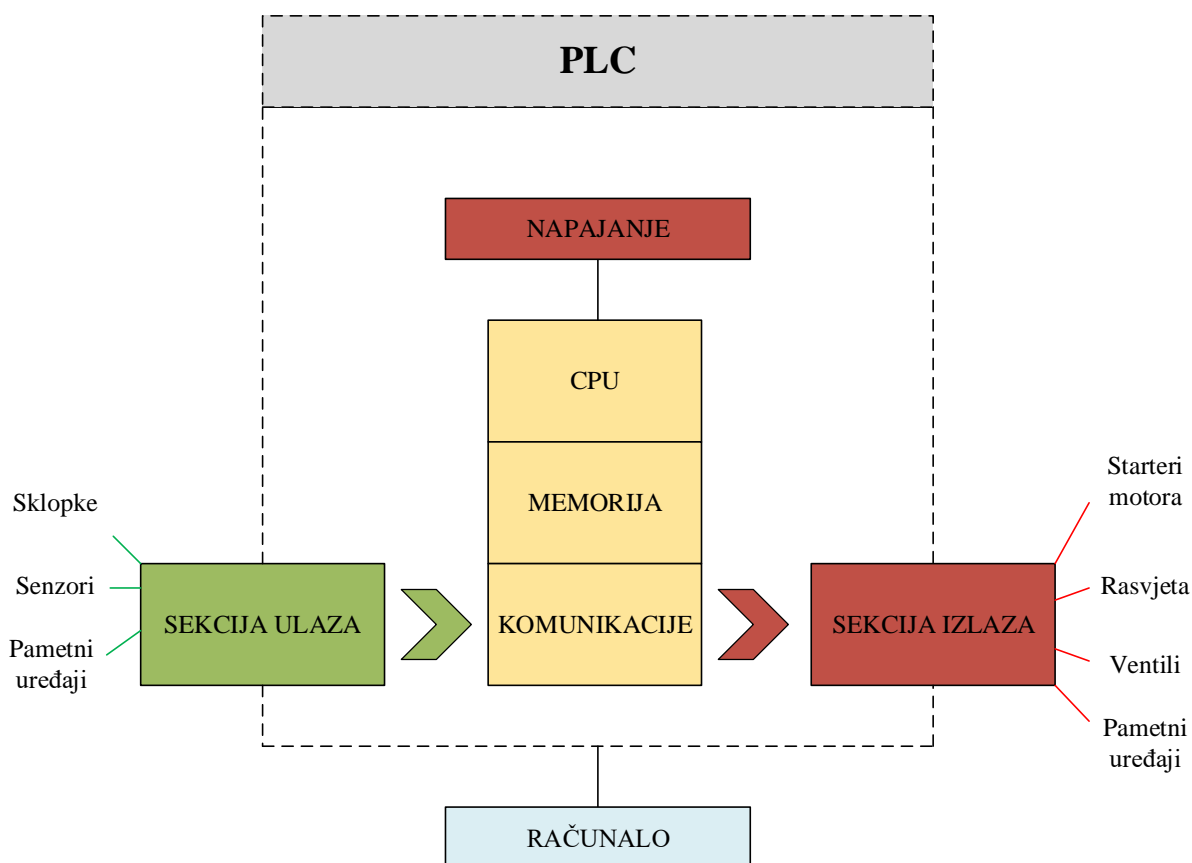 PLC
NAPAJANJE
CPU
MEMORIJA
KOMUNIKACIJE
Sklopke
Senzori
Pametni
uređaji
SEKCIJA ULAZA
SEKCIJA IZLAZA
Starteri
motora
Rasvjeta
Ventili
Pametni
uređaji
RAČUNALO